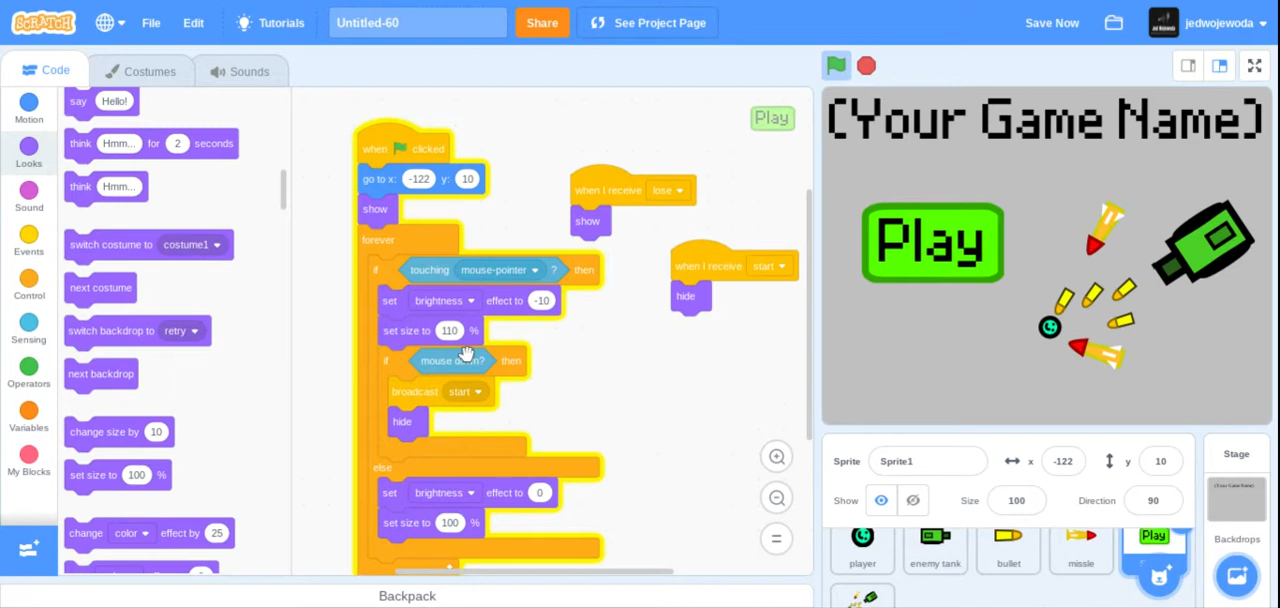 SCRATCH
File
Edit
Tutorials
Untitled-60
Share
See Project Page
Save Now
jedwojewoda
Code
Costumes
Sounds
Motion
Looks
Sound
Events
Control
Sensing
Operators
Variables
My Blocks
say Hello!
think Hmm... for 2 seconds
think Hmm...
switch costume to costume1
next costume
switch backdrop to retry
next backdrop
change size by 10
set size to 100 %
change color effect by 25
when clicked
go to x: -122 y: 10
show
forever
if touching mouse-pointer ? then
set brightness effect to -10
set size to 110 %
if mouse down? then
broadcast start
hide
else
set brightness effect to 0
set size to 100 %
when I receive lose
show
when I receive start
hide
Play
Backpack
(Your Game Name)
Play
Sprite Sprite1 x -122 y 10
Show Size 100 Direction 90
player
enemy tank
bullet
missle
Play
Stage
(Your Game Name)
Backdrops